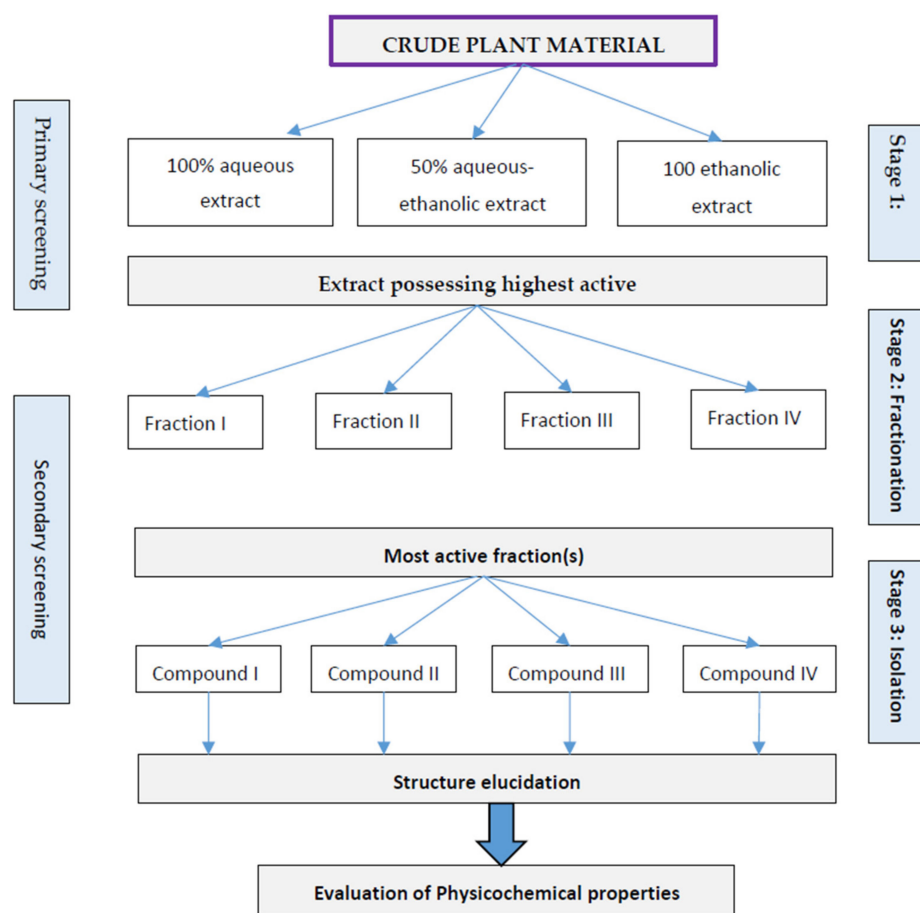 CRUDE PLANT MATERIAL
Primary screening
Stage 1:
100% aqueous
extract
50% aqueous-
ethanolic extract
100 ethanolic
extract
Extract possessing highest active
Stage 2: Fractionation
Fraction I
Fraction II
Fraction III
Fraction IV
Secondary screening
Most active fraction(s)
Stage 3: Isolation
Compound I
Compound II
Compound III
Compound IV
Structure elucidation
Evaluation of Physicochemical properties